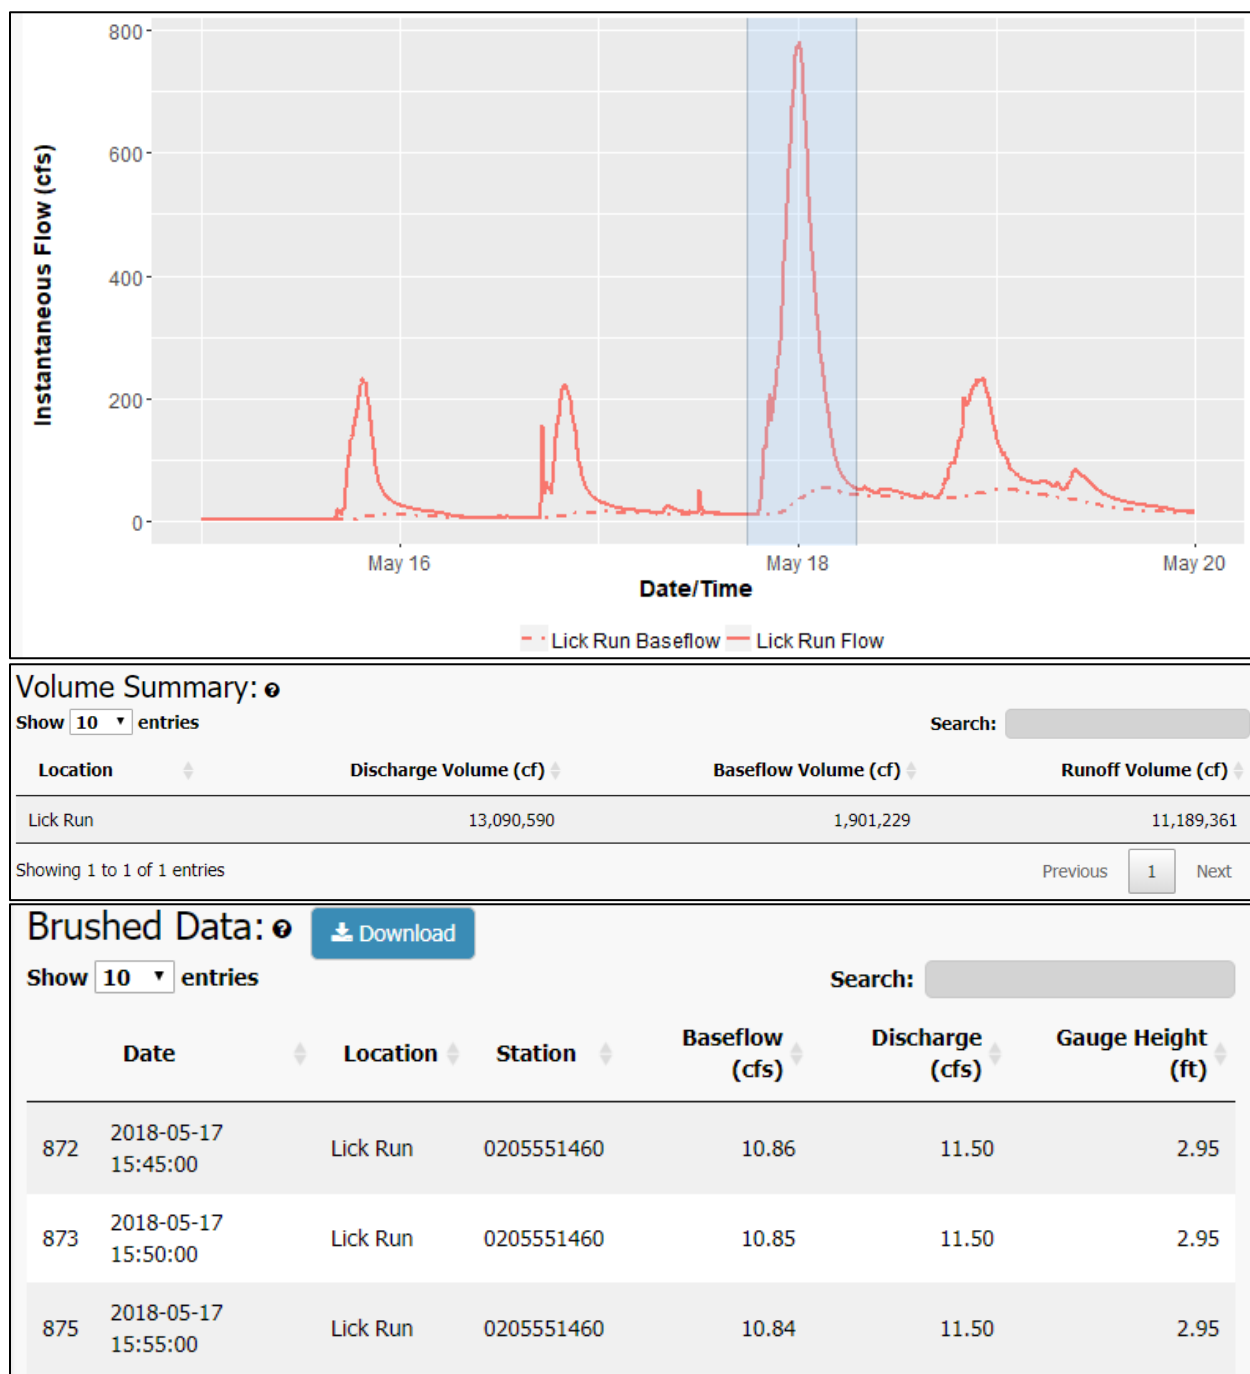 800
600
400
200
0
Instantaneous Flow (cfs)
May 16 May 18 May 20
Date/Time
Lick Run Baseflow Lick Run Flow
Volume Summary: ?
Show 10 entries Search:
Location Discharge Volume (cf) Baseflow Volume (cf) Runoff Volume (cf)
Lick Run 13,090,590 1,901,229 11,189,361
Showing 1 to 1 of 1 entries Previous 1 Next
Brushed Data: ? Download
Show 10 entries Search:
Date Location Station Baseflow (cfs) Discharge (cfs) Gauge Height (ft)
872 2018-05-17 15:45:00 Lick Run 0205551460 10.86 11.50 2.95
873 2018-05-17 15:50:00 Lick Run 0205551460 10.85 11.50 2.95
875 2018-05-17 15:55:00 Lick Run 0205551460 10.84 11.50 2.95